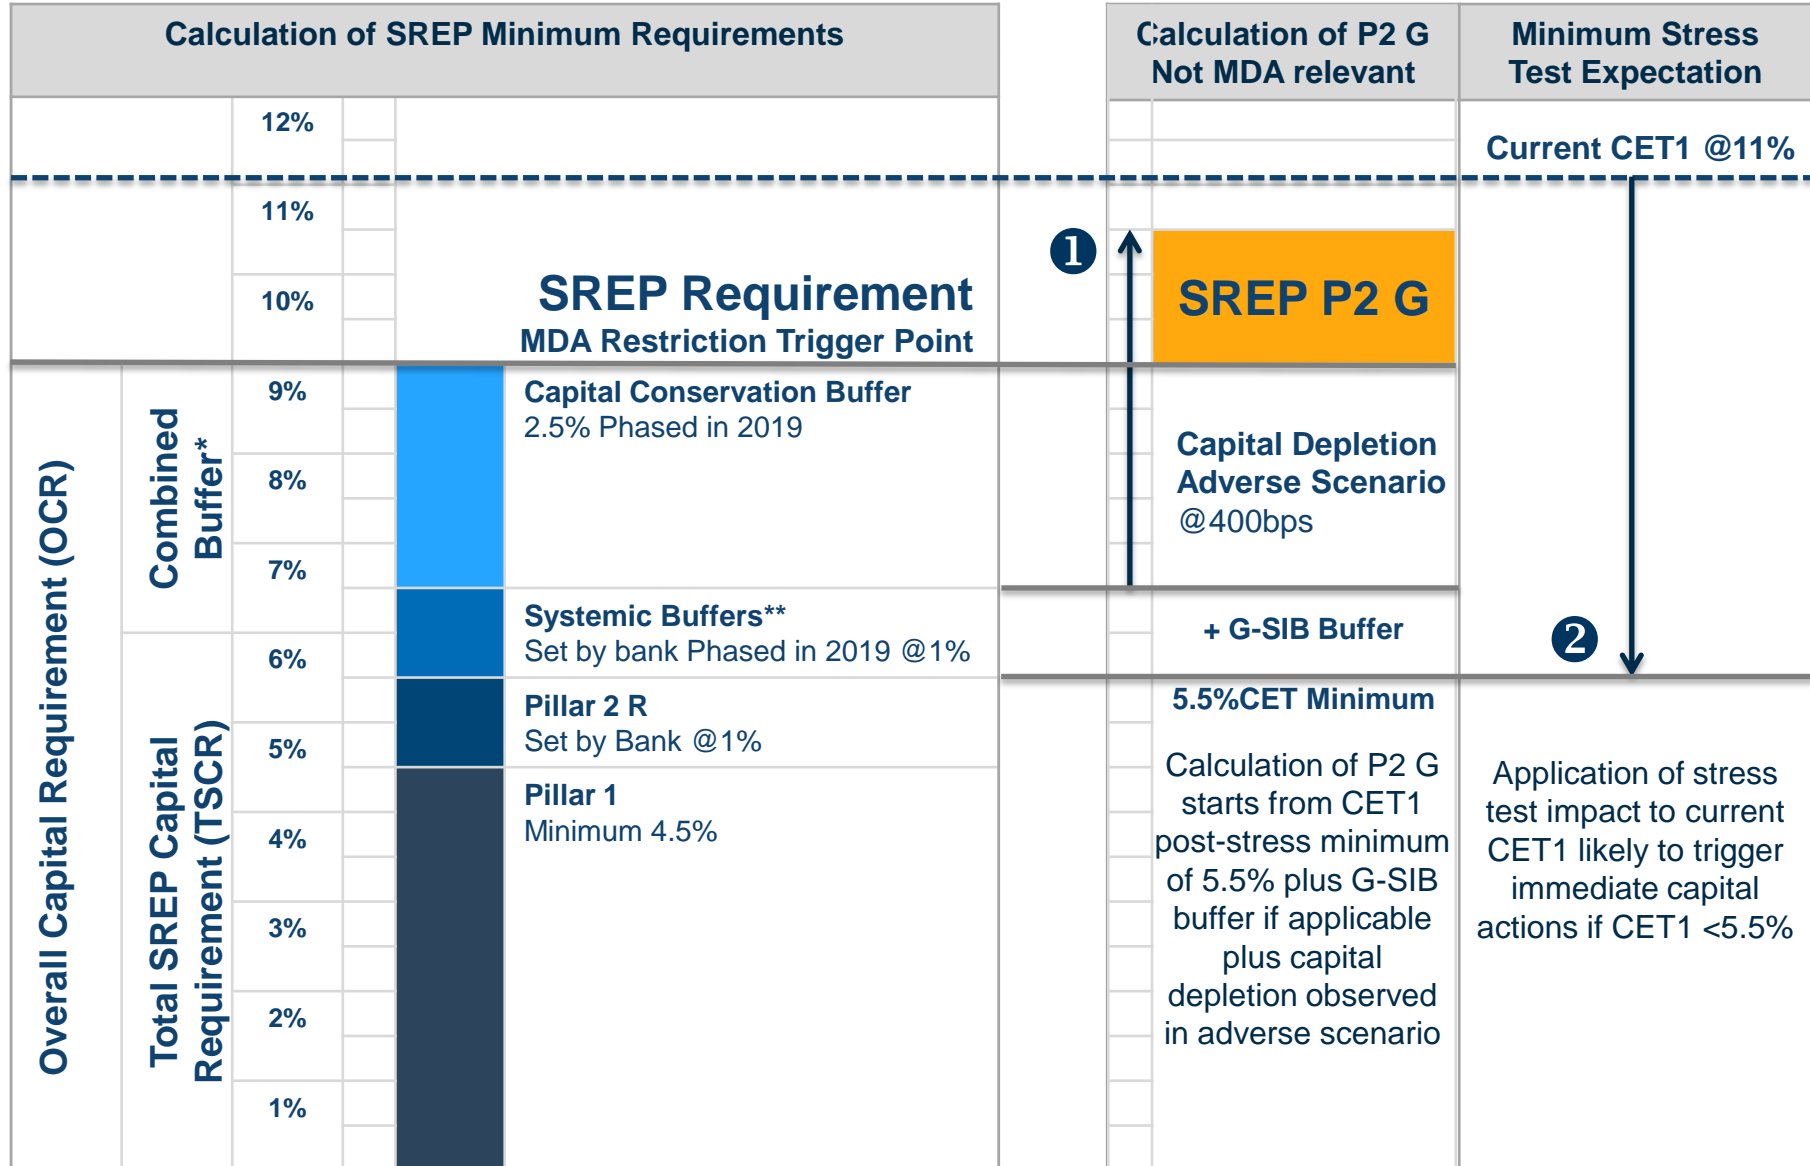 Calculation of SREP Minimum Requirements
Calculation of P2 G
Not MDA relevant
Minimum Stress
Test Expectation
12%
11%
10%
9%
8%
7%
6%
5%
4%
3%
2%
1%
Overall Capital Requirement (OCR)
Combined
Buffer*
Total SREP Capital
Requirement (TSCR)
SREP Requirement
MDA Restriction Trigger Point
Capital Conservation Buffer
2.5% Phased in 2019
Systemic Buffers**
Set by bank Phased in 2019 @1%
Pillar 2 R
Set by Bank @1%
Pillar 1
Minimum 4.5%
1
SREP P2 G
Capital Depletion
Adverse Scenario
@400bps
+ G-SIB Buffer
5.5%CET Minimum
Calculation of P2 G
starts from CET1
post-stress minimum
of 5.5% plus G-SIB
buffer if applicable
plus capital
depletion observed
in adverse scenario
Current CET1 @11%
2
Application of stress
test impact to current
CET1 likely to trigger
immediate capital
actions if CET1 <5.5%